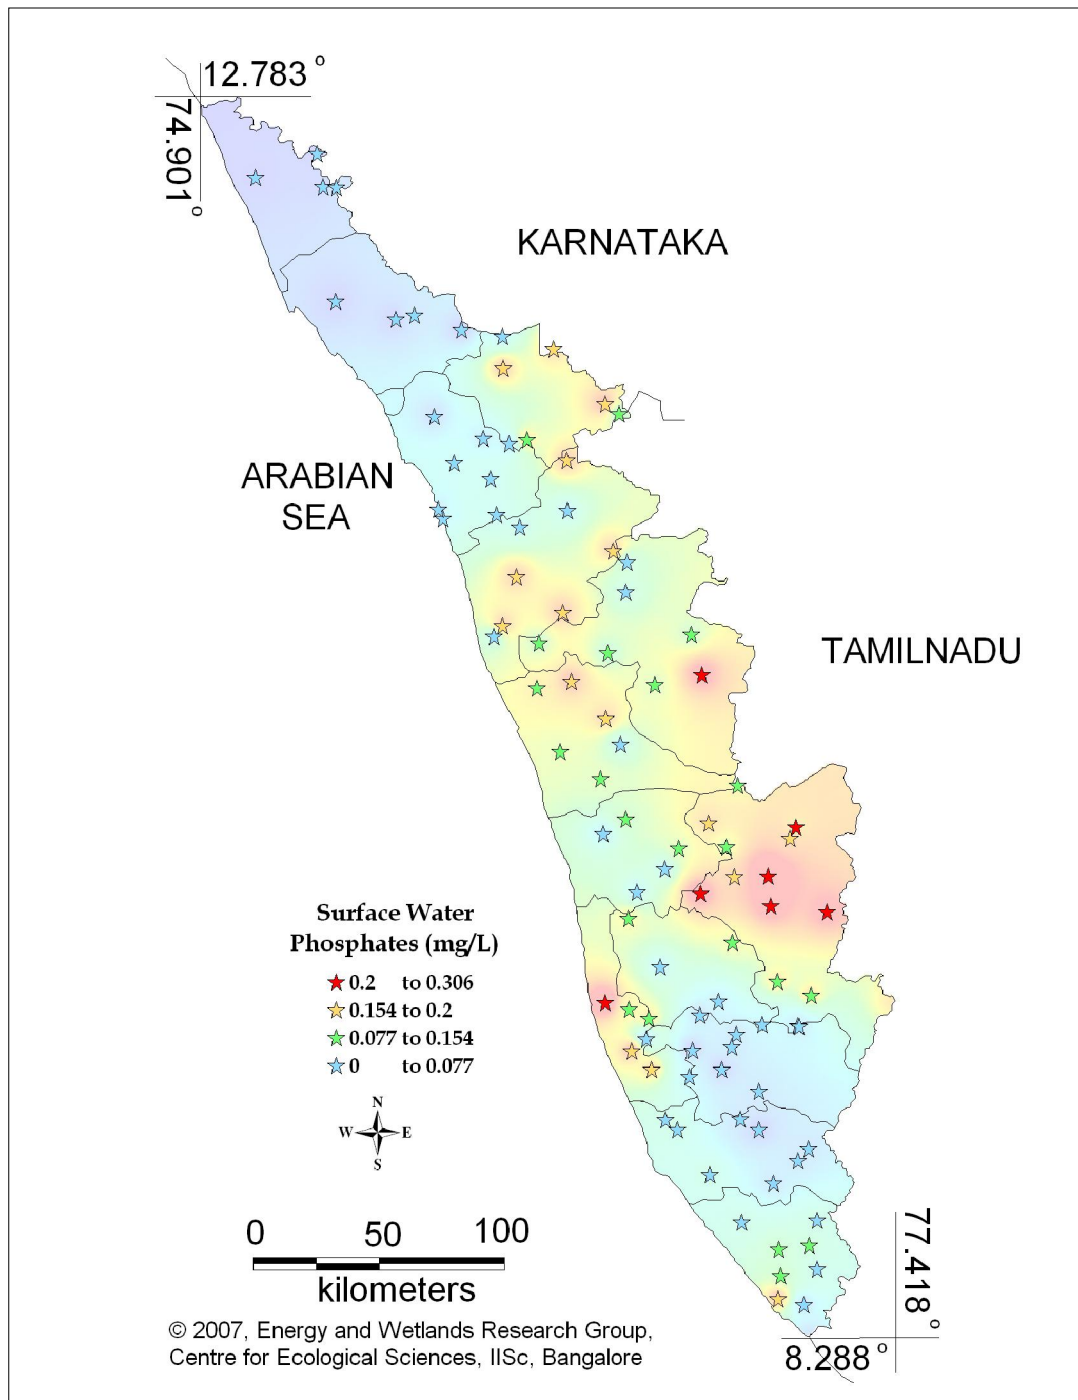 12.783 °
74.901 °
KARNATAKA
ARABIAN
SEA
TAMILNADU
Surface Water
Phosphates (mg/L)
0.2 to 0.306
0.154 to 0.2
0.077 to 0.154
0 to 0.077
N
W E
S
0 50 100
kilometers
77.418 °
8.288 °
© 2007, Energy and Wetlands Research Group,
Centre for Ecological Sciences, IISc, Bangalore